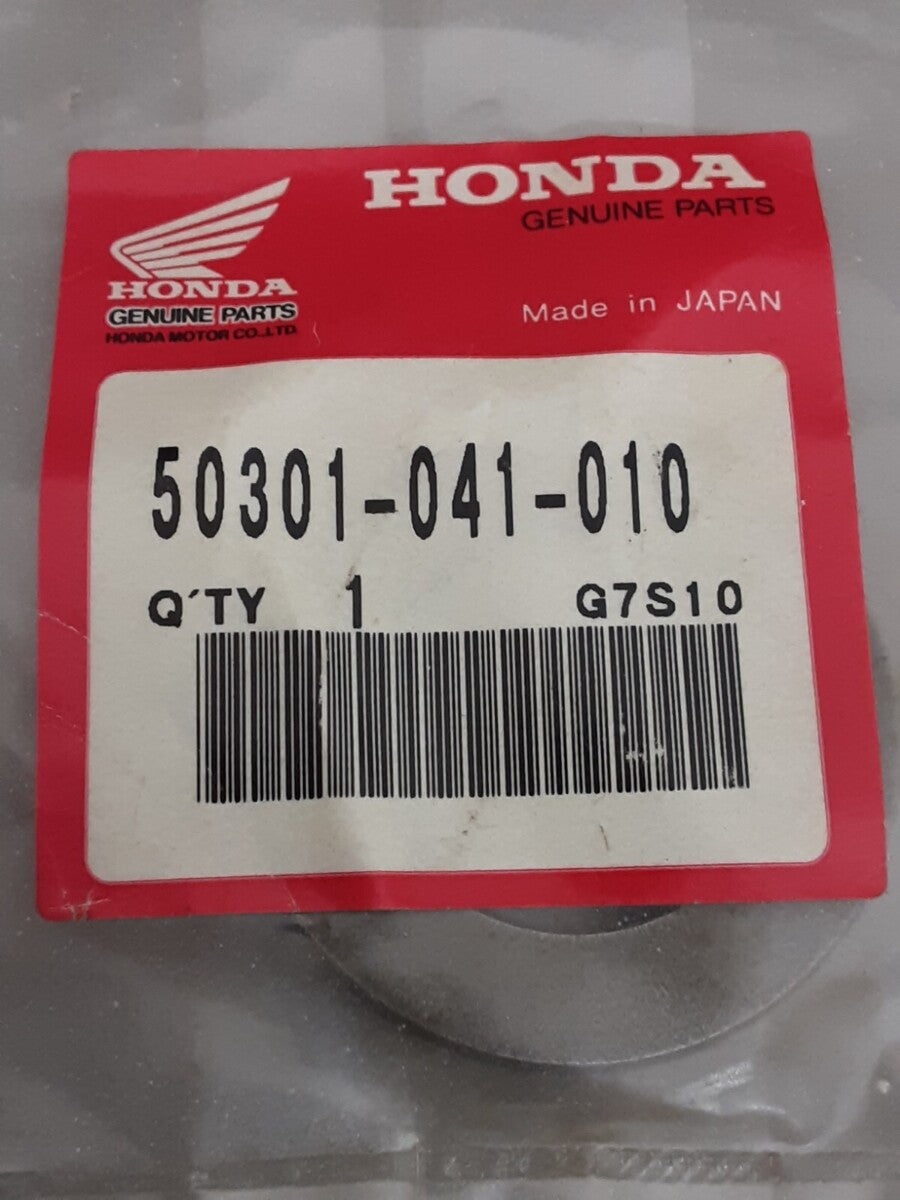 HONDA
GENUINE PARTS
HONDA
GENUINE PARTS
HONDA MOTOR CO.,LTD.
Made in JAPAN
50301-041-010
Q'TY 1 G7S10